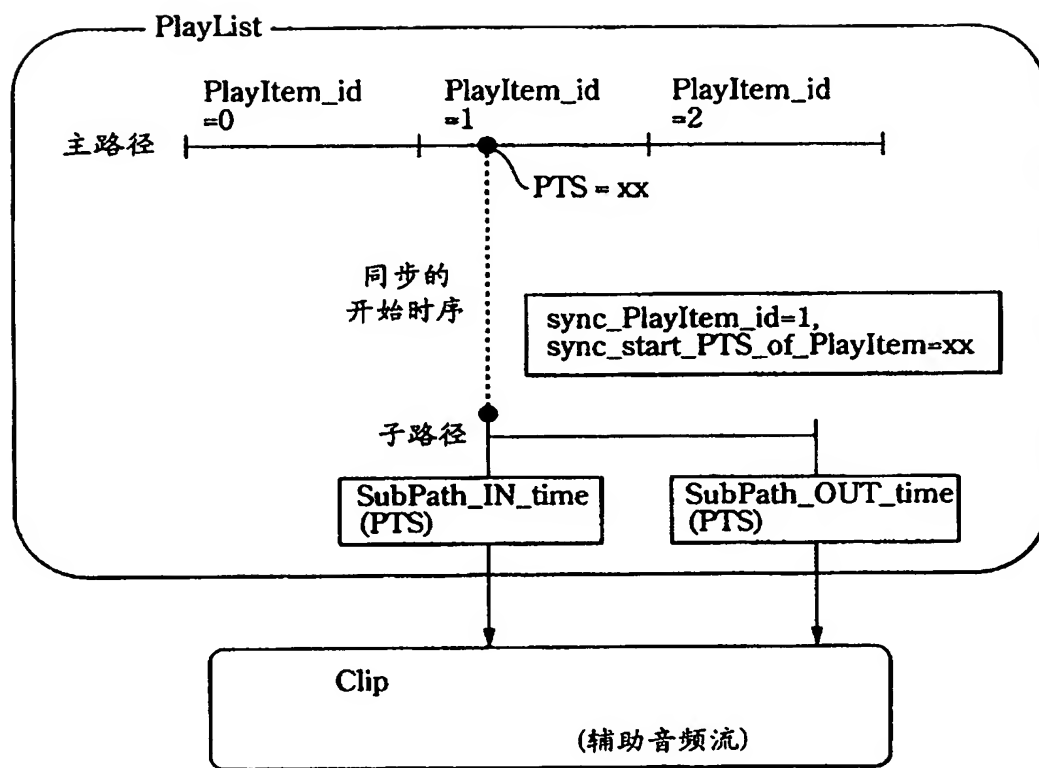 PlayList
PlayItem_id
=0
PlayItem_id
=1
PlayItem_id
=2
主路径
PTS = xx
同步的
开始时序
sync_PlayItem_id=1,
sync_start_PTS_of_PlayItem=xx
子路径
SubPath_IN_time
(PTS)
SubPath_OUT_time
(PTS)
Clip
(辅助音频流)